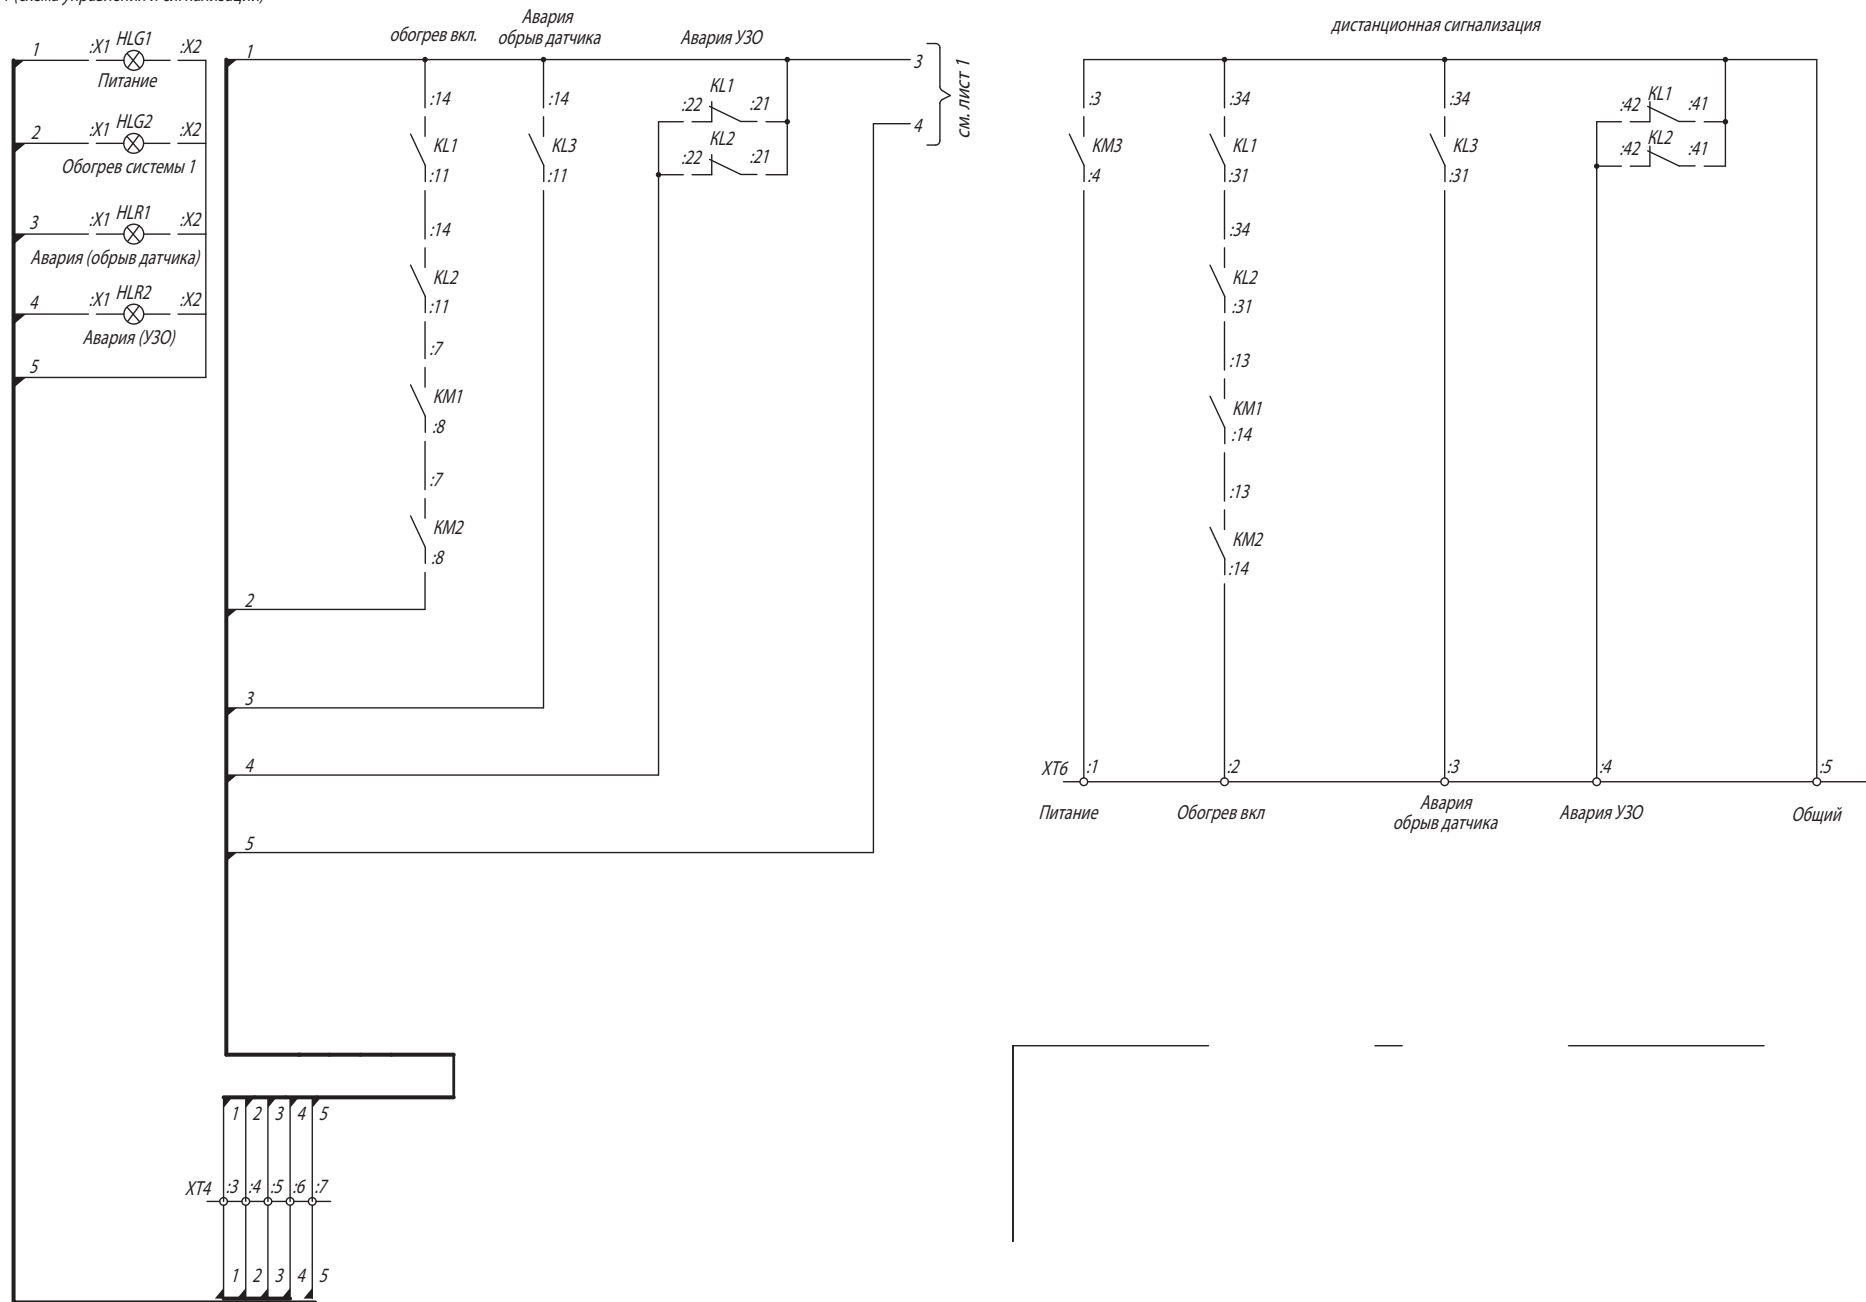 1 :X1 HLG1 :X2
Питание
2 :X1 HLG2 :X2
Обогрев системы 1
3 :X1 HLR1 :X2
Авария (обрыв датчика)
4 :X1 HLR2 :X2
Авария (УЗО)
5
1
обогрев вкл.
Авария
обрыв датчика
Авария УЗО
3
4
см. лист 1
:14
KL1
:11
:14
KL2
:11
:7
KM1
:8
:7
KM2
:8
:14
KL3
:11
KL1
:22 :21
KL2
:22 :21
2
3
4
5
1 2 3 4 5
XT4 :3 :4 :5 :6 :7
1 2 3 4 5
дистанционная сигнализация
:3
KM3
:4
:34
KL1
:31
:34
KL2
:31
:13
KM1
:14
:13
KM2
:14
:34
KL3
:31
KL1
:42 :41
KL2
:42 :41
XT6 :1 :2 :3 :4 :5
Питание
Обогрев вкл
Авария
обрыв датчика
Авария УЗО
Общий